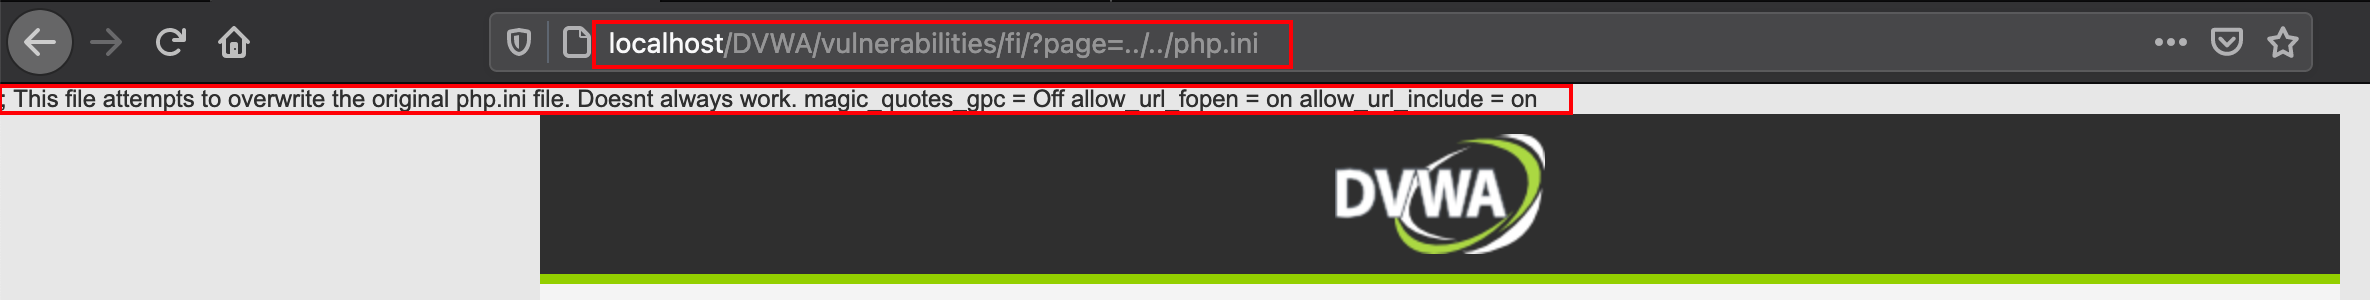 localhost/DVWA/vulnerabilities/fi/?page=../../php.ini
; This file attempts to overwrite the original php.ini file. Doesnt always work. magic_quotes_gpc = Off allow_url_fopen = on allow_url_include = on
DVWA